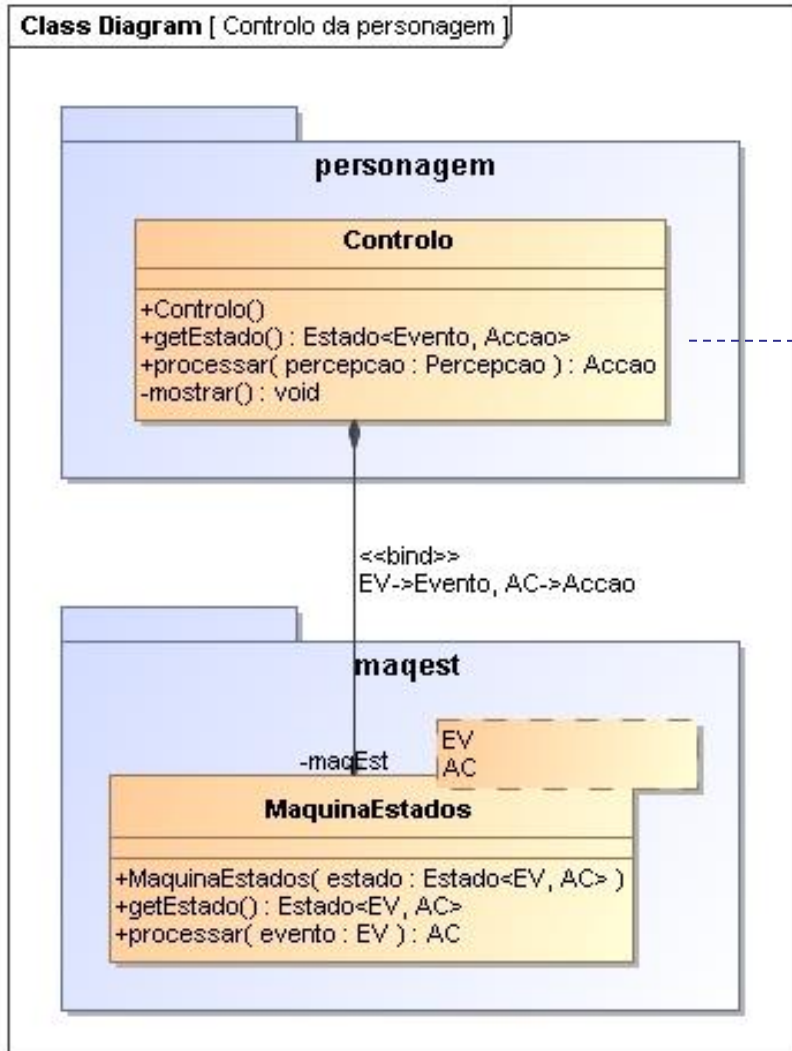 Class Diagram [ Controlo da personagem ]
personagem
Controlo
+Controlo()
+getEstado() : Estado<Evento, Accao>
+processar( percepcao : Percepcao ) : Accao
-mostrar() : void
<<bind>>
EV->Evento, AC->Accao
maqest
EV
AC
-maqEst
MaquinaEstados
+MaquinaEstados( estado : Estado<EV, AC> )
+getEstado() : Estado<EV, AC>
+processar( evento : EV ) : AC